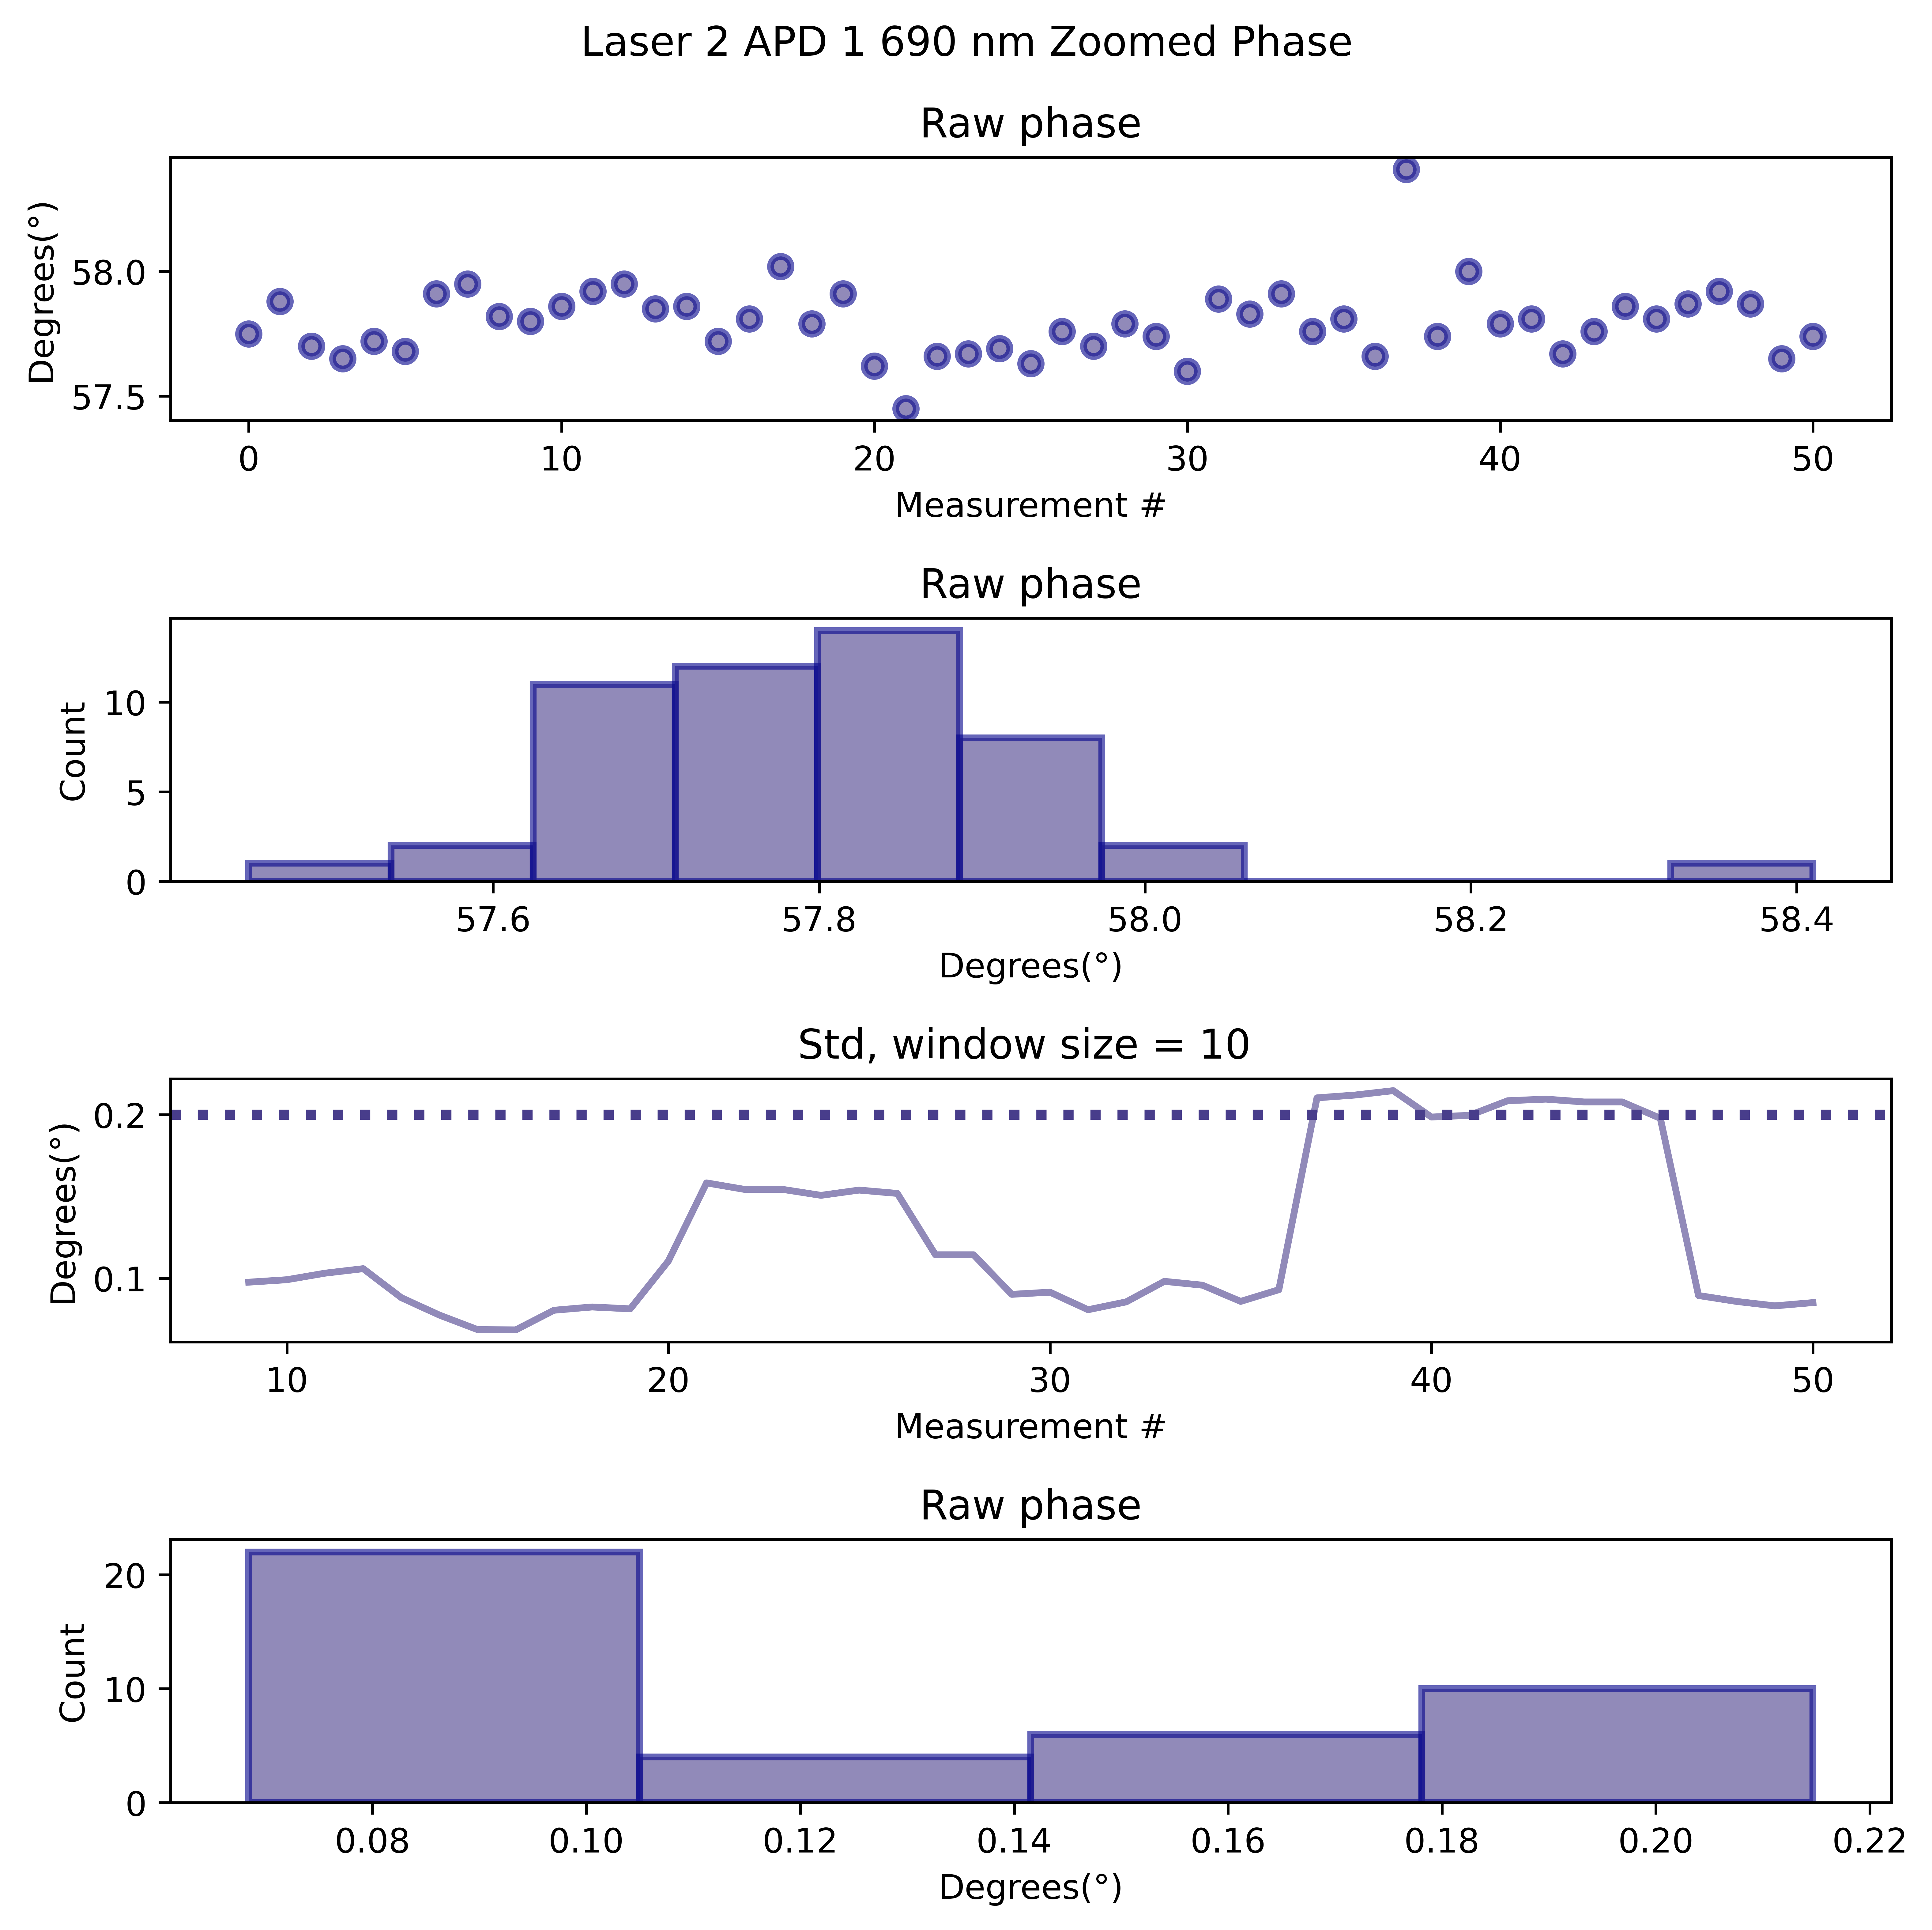 Laser 2 APD 1 690 nm Zoomed Phase
Raw phase
Degrees(°)
58.0
57.5
0 10 20 30 40 50
Measurement #
Raw phase
Count
10
5
0
57.6 57.8 58.0 58.2 58.4
Degrees(°)
Std, window size = 10
Degrees(°)
0.2
0.1
10 20 30 40 50
Measurement #
Raw phase
Count
20
10
0
0.08 0.10 0.12 0.14 0.16 0.18 0.20 0.22
Degrees(°)